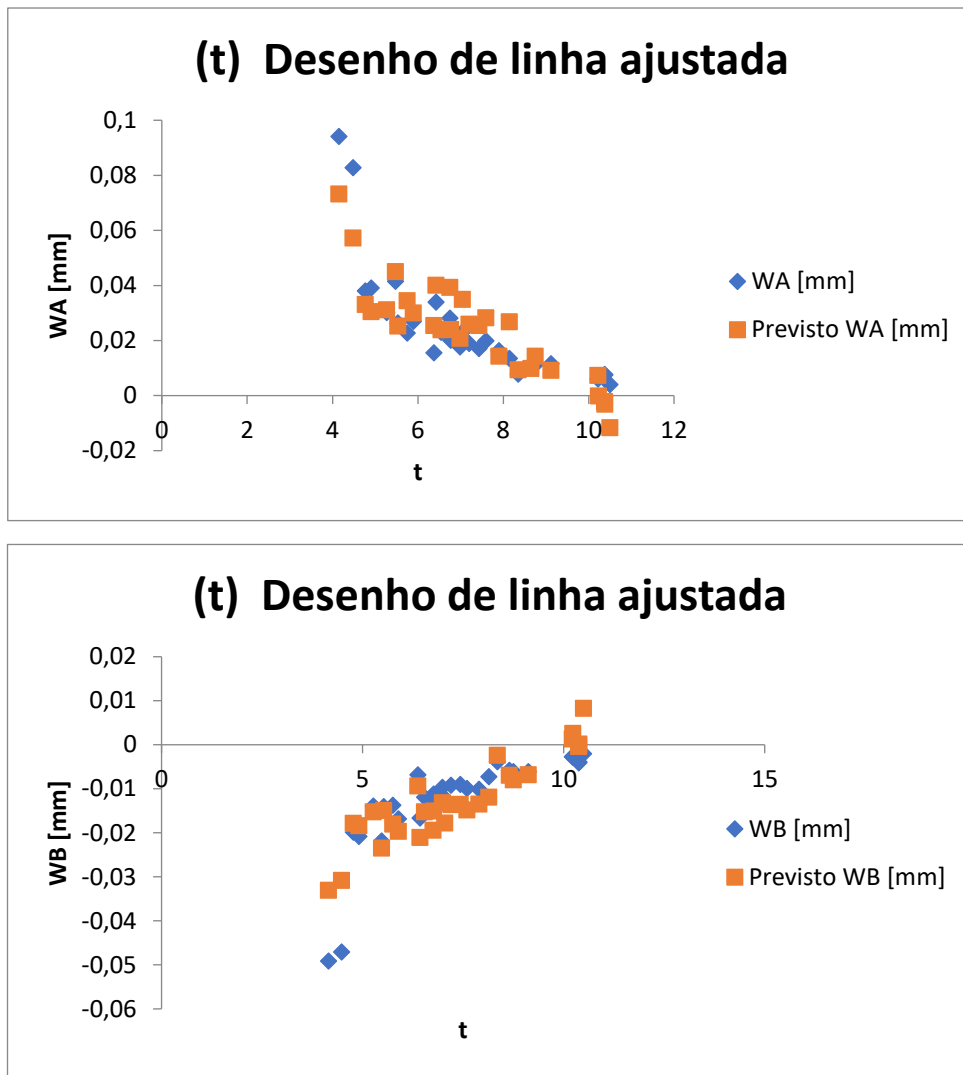 (t) Desenho de linha ajustada
0,1
0,08
0,06
0,04
0,02
0
-0,02
0 2 4 6 8 10 12
WA [mm]
t
WA [mm]
Previsto WA [mm]
(t) Desenho de linha ajustada
0,02
0,01
0
-0,01
-0,02
-0,03
-0,04
-0,05
-0,06
0 5 10 15
WB [mm]
t
WB [mm]
Previsto WB [mm]